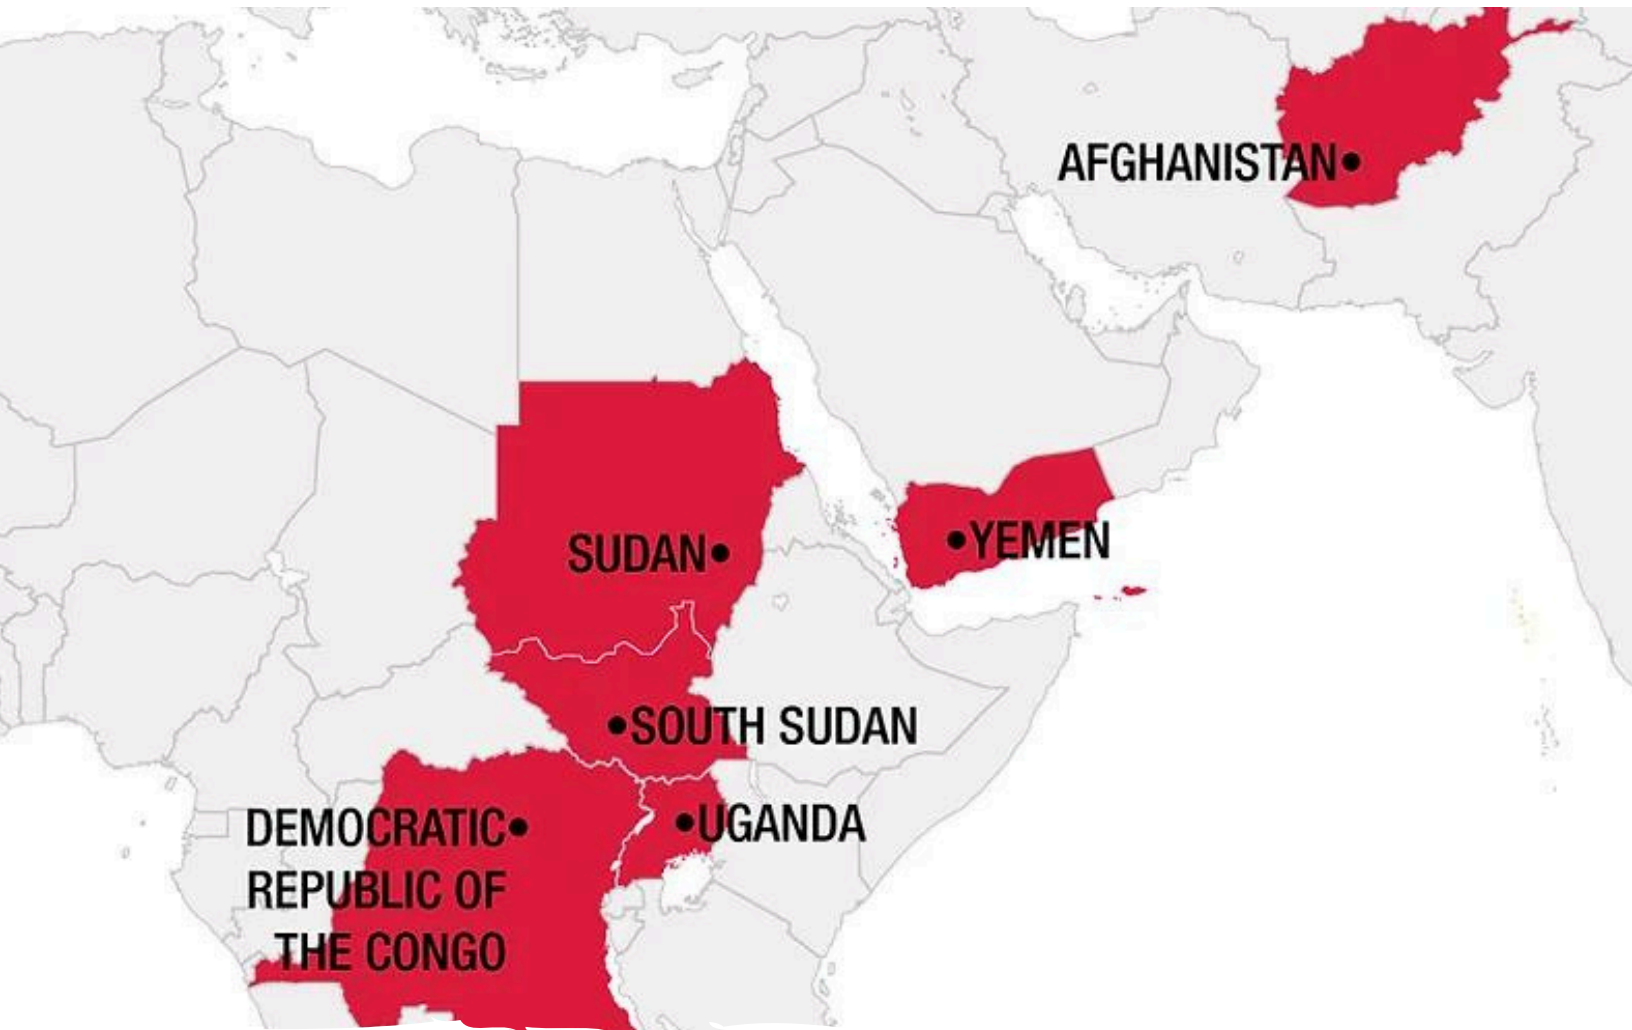 AFGHANISTAN
SUDAN
YEMEN
SOUTH SUDAN
UGANDA
DEMOCRATIC
REPUBLIC OF
THE CONGO